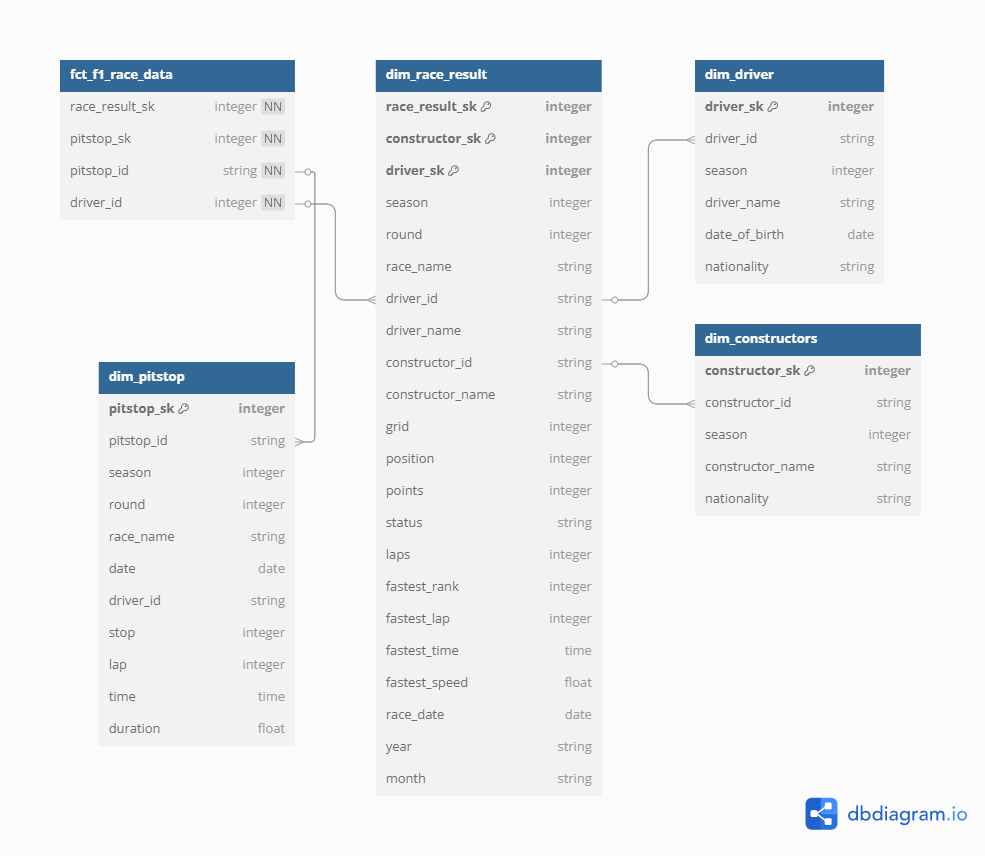 fct_f1_race_data
race_result_sk integer NN
pitstop_sk integer NN
pitstop_id string NN
driver_id integer NN
dim_pitstop
pitstop_sk integer
pitstop_id string
season integer
round integer
race_name string
date date
driver_id string
stop integer
lap integer
time time
duration float
dim_race_result
race_result_sk integer
constructor_sk integer
driver_sk integer
season integer
round integer
race_name string
driver_id string
driver_name string
constructor_id string
constructor_name string
grid integer
position integer
points integer
status string
laps integer
fastest_rank integer
fastest_lap integer
fastest_time time
fastest_speed float
race_date date
year string
month string
dim_driver
driver_sk integer
driver_id string
season integer
driver_name string
date_of_birth date
nationality string
dim_constructors
constructor_sk integer
constructor_id string
season integer
constructor_name string
nationality string
dbdiagram.io